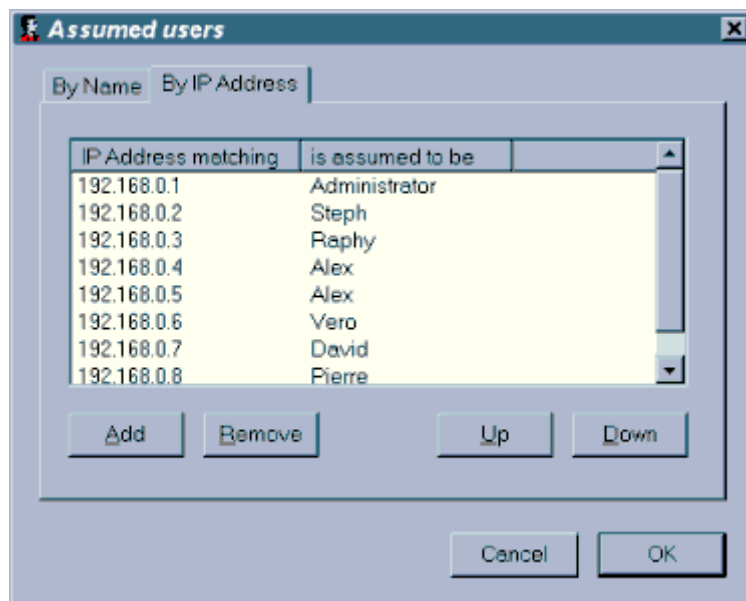 Assumed users
By Name By IP Address
IP Address matching is assumed to be
192.168.0.1 Administrator
192.168.0.2 Steph
192.168.0.3 Raphy
192.168.0.4 Alex
192.168.0.5 Alex
192.168.0.6 Vero
192.168.0.7 David
192.168.0.8 Pierre
Add Remove Up Down
Cancel OK